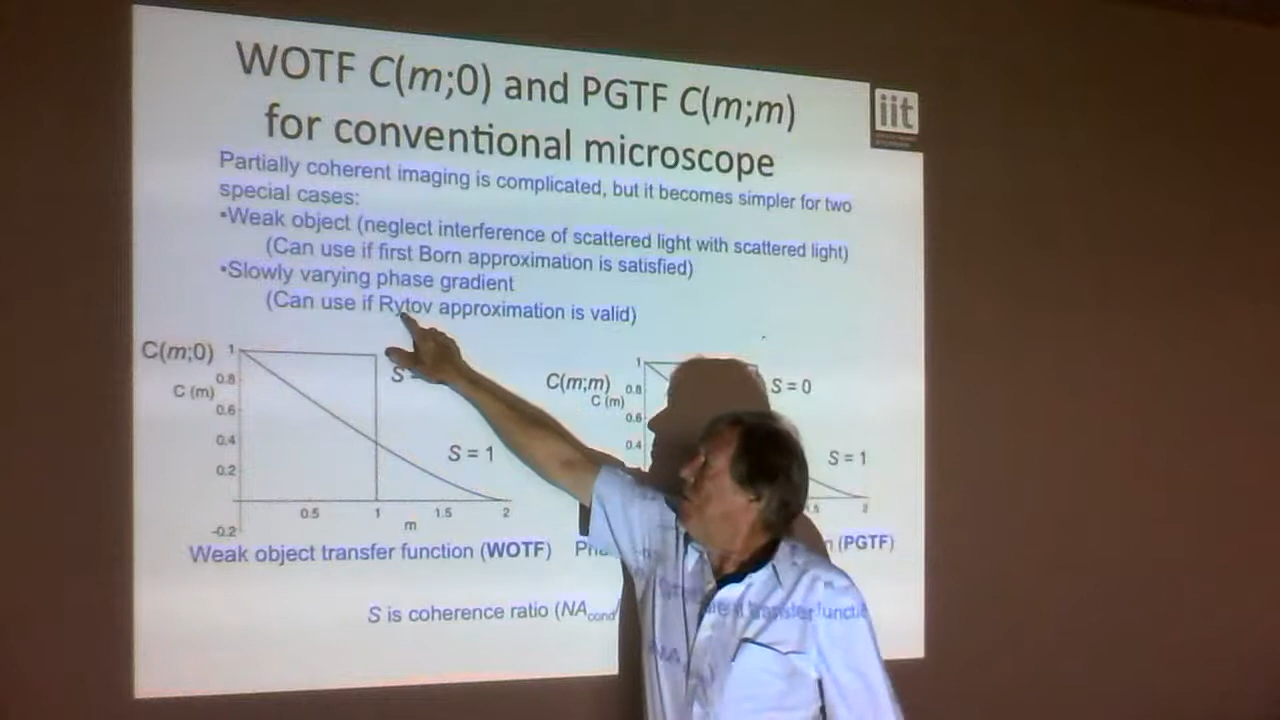 WOTF C(m;0) and PGTF C(m;m)
for conventional microscope
iit
Partially coherent imaging is complicated, but it becomes simpler for two
special cases:
•Weak object (neglect interference of scattered light with scattered light)
(Can use if first Born approximation is satisfied)
•Slowly varying phase gradient
(Can use if Rytov approximation is valid)
C(m;0)
C (m)
1
0.8
0.6
0.4
0.2
-0.2
0.5
1
1.5
2
m
S
S = 1
C(m;m)
C (m)
1
0.8
0.6
0.4
2
S = 0
S = 1
Weak object transfer function (WOTF)
(PGTF)
S is coherence ratio (NAcond
transfer